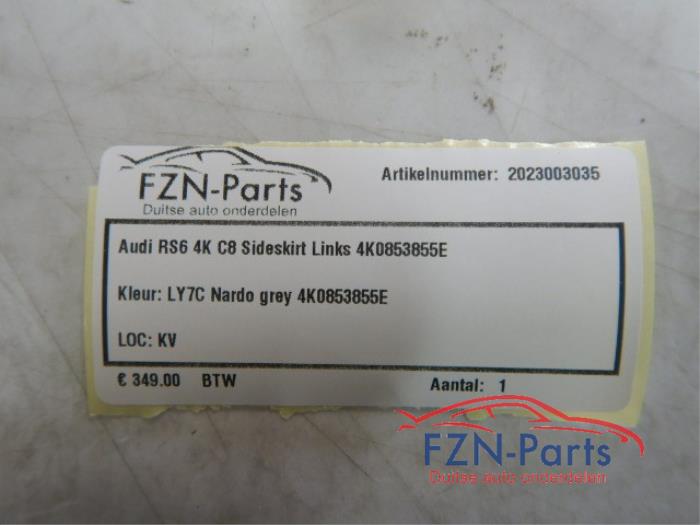 FZN-Parts
Duitse auto onderdelen
Artikelnummer: 2023003035
Audi RS6 4K C8 Sideskirt Links 4K0853855E
Kleur: LY7C Nardo grey 4K0853855E
LOC: KV
€ 349.00 BTW Aantal: 1
FZN-Parts
Duitse auto onderdelen